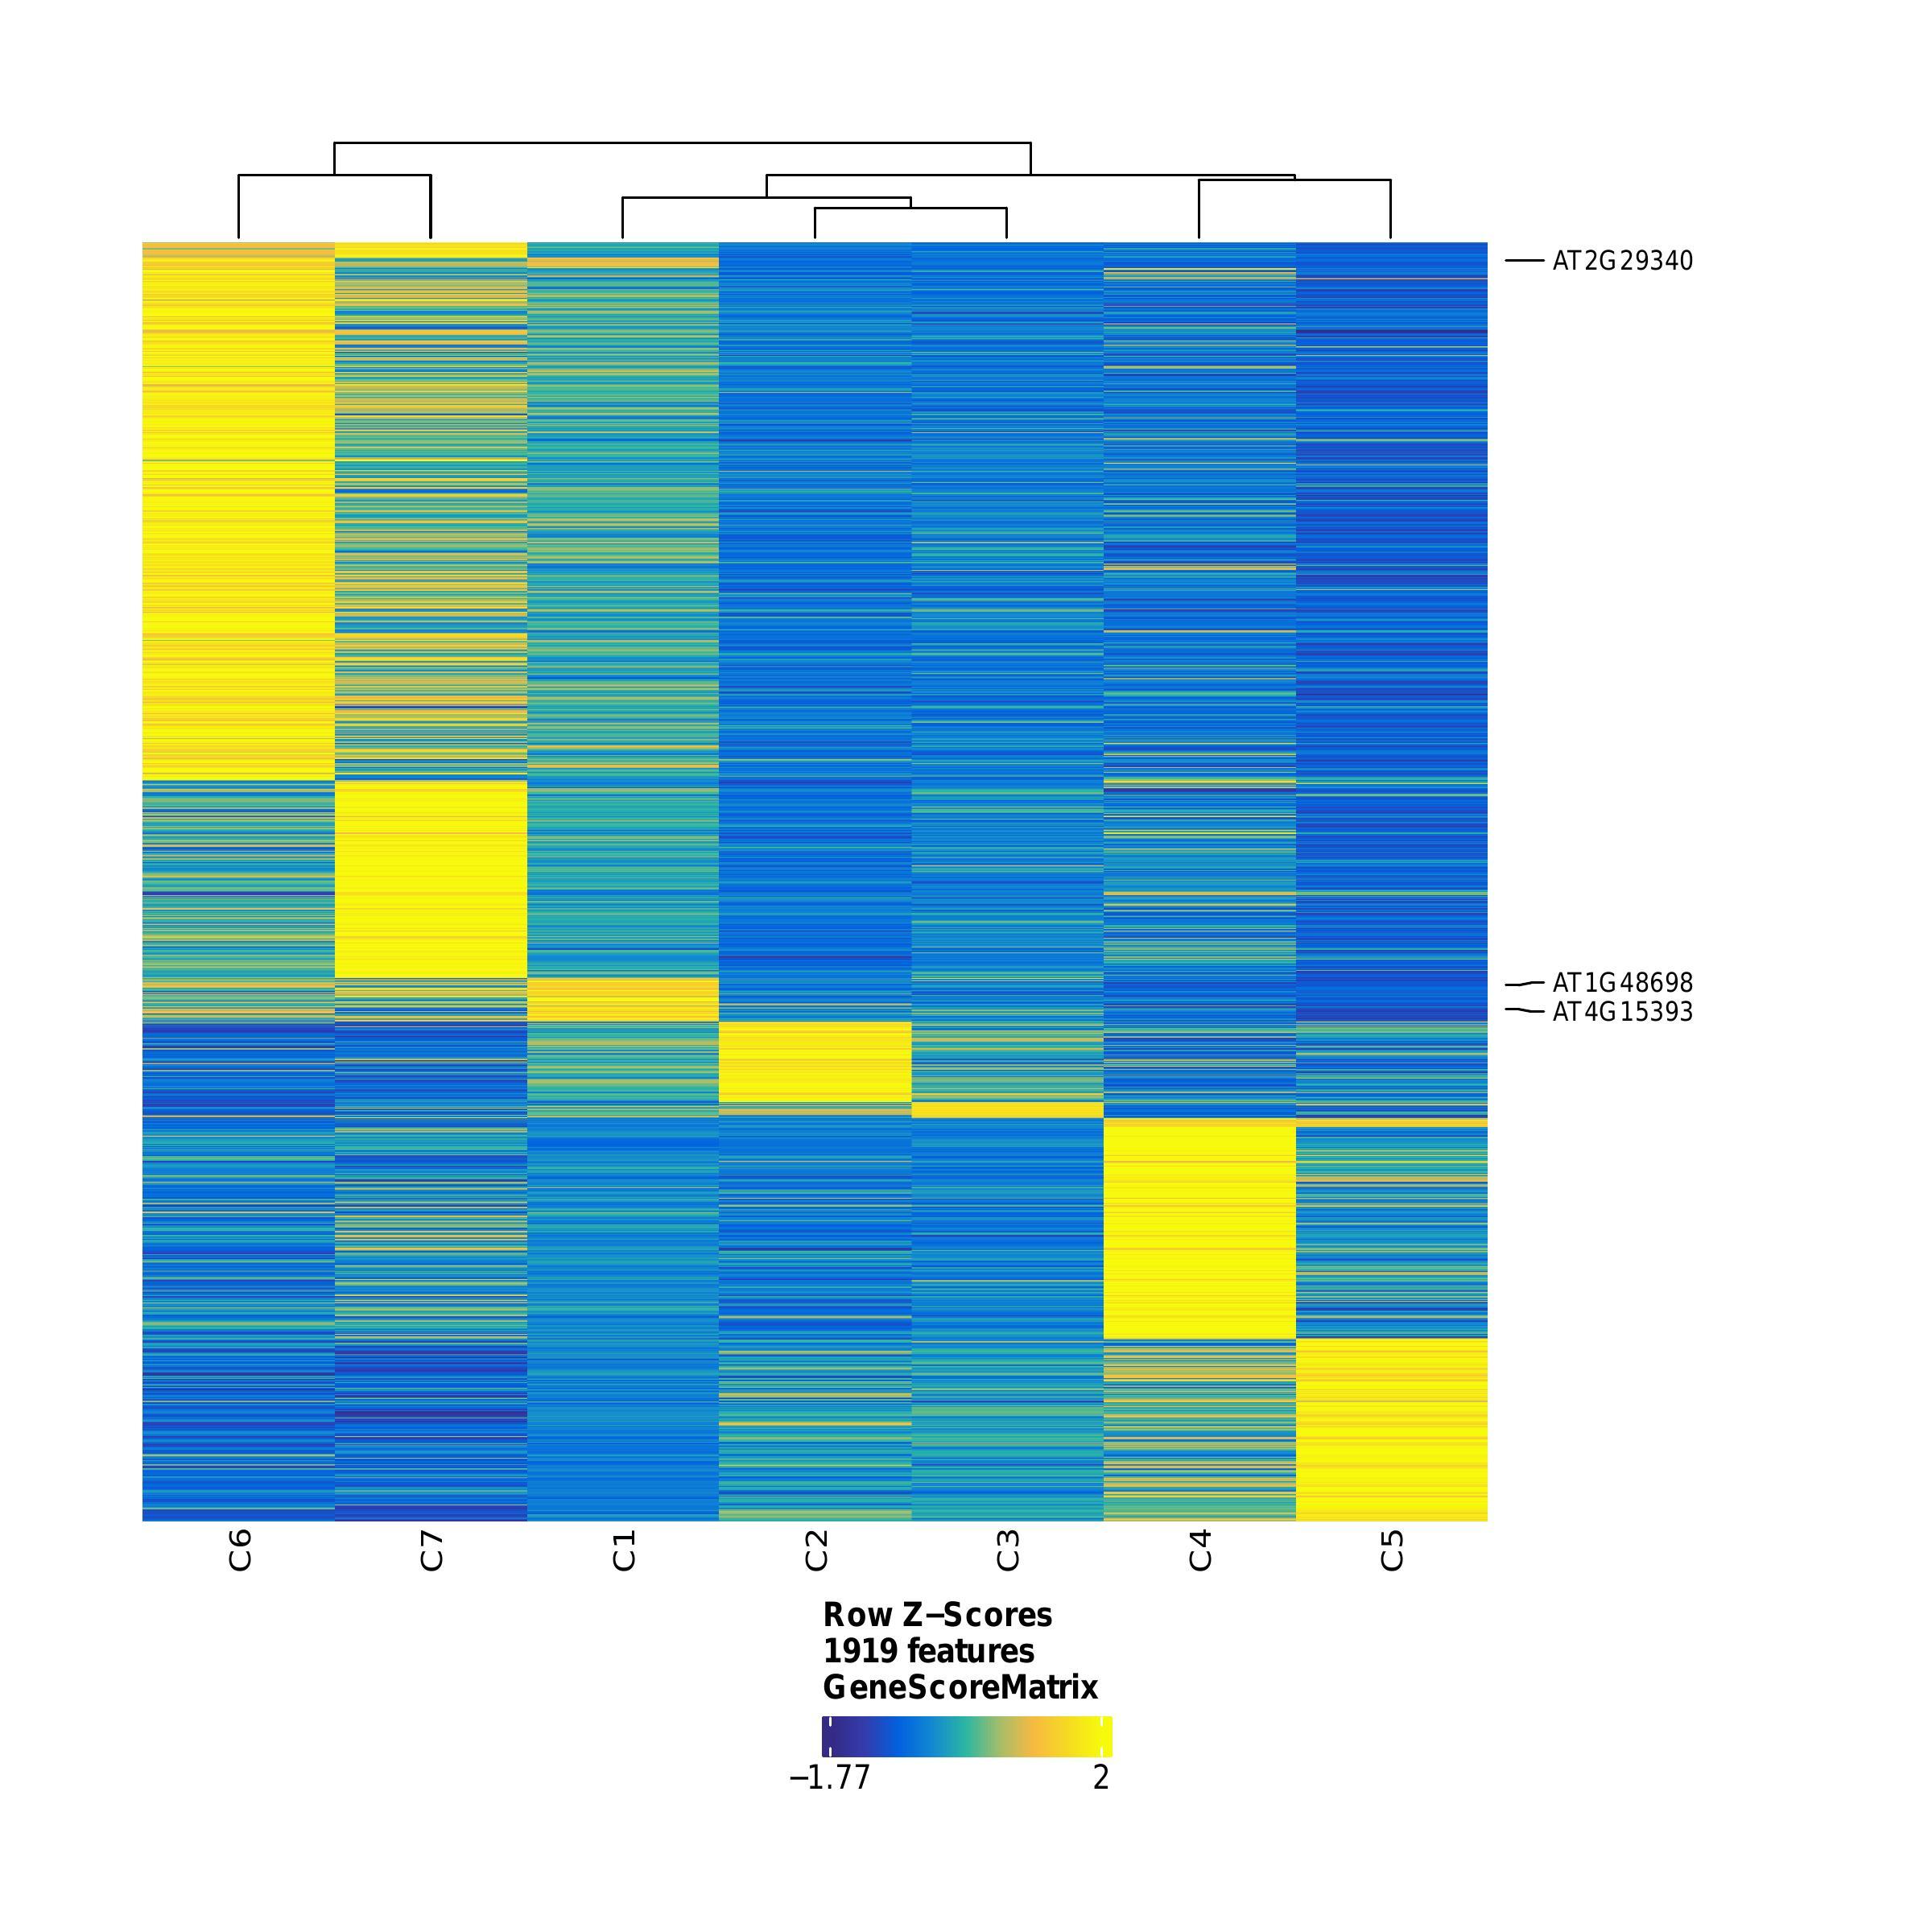 AT2G29340
AT1G48698
AT4G15393
C6
C7
C1
C2
C3
C4
C5
Row Z−Scores
1919 features
GeneScoreMatrix
−1.77
2